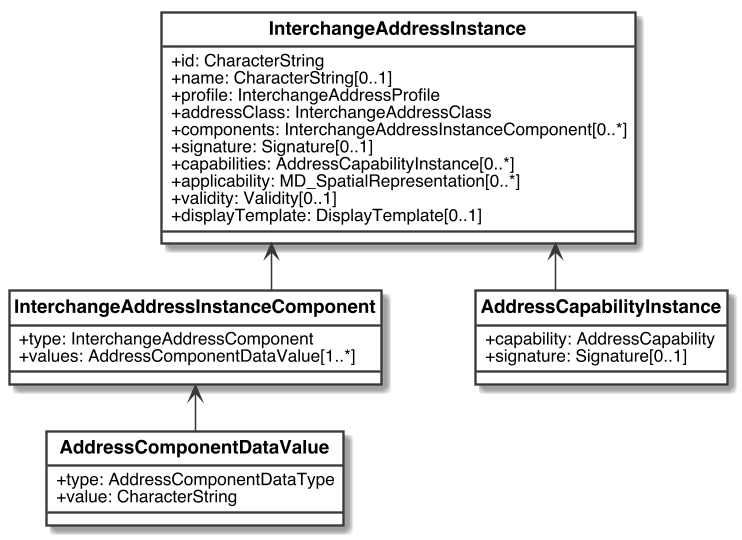 InterchangeAddressInstance
+id: CharacterString
+name: CharacterString[0..1]
+profile: InterchangeAddressProfile
+addressClass: InterchangeAddressClass
+components: InterchangeAddressInstanceComponent[0..*]
+signature: Signature[0..1]
+capabilities: AddressCapabilityInstance[0..*]
+applicability: MD_SpatialRepresentation[0..*]
+validity: Validity[0..1]
+displayTemplate: DisplayTemplate[0..1]
InterchangeAddressInstanceComponent
+type: InterchangeAddressComponent
+values: AddressComponentDataValue[1..*]
AddressCapabilityInstance
+capability: AddressCapability
+signature: Signature[0..1]
AddressComponentDataValue
+type: AddressComponentDataType
+value: CharacterString